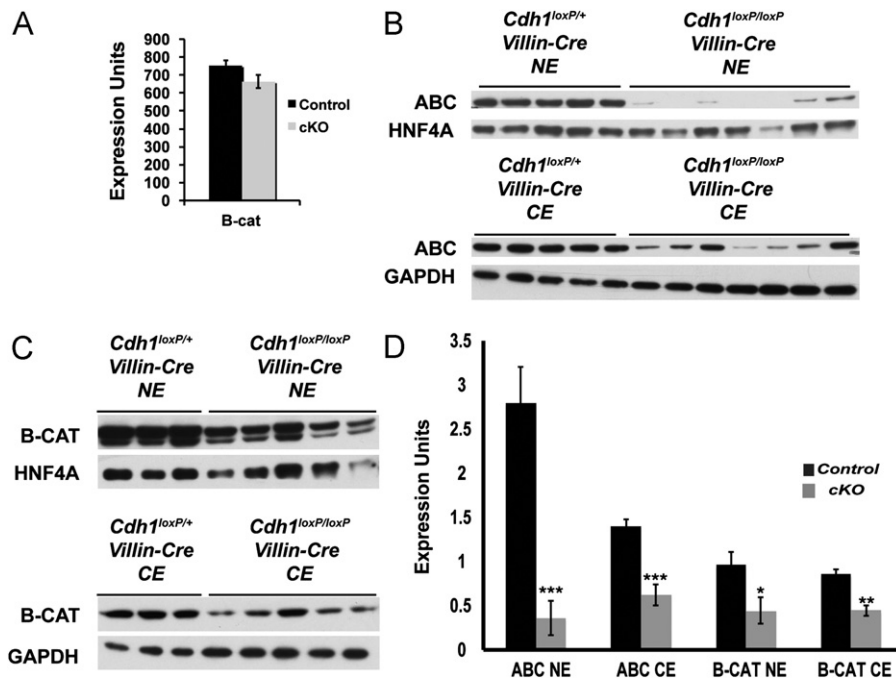 A
Expression Units
900
800
700
600
500
400
300
200
100
0
B-cat
Control
cKO
B
Cdh1loxP/+
Villin-Cre
NE
Cdh1loxP/loxP
Villin-Cre
NE
ABC
HNF4A
Cdh1loxP/+
Villin-Cre
CE
Cdh1loxP/loxP
Villin-Cre
CE
ABC
GAPDH
C
Cdh1loxP/+
Villin-Cre
NE
Cdh1loxP/loxP
Villin-Cre
NE
B-CAT
HNF4A
Cdh1loxP/+
Villin-Cre
CE
Cdh1loxP/loxP
Villin-Cre
CE
B-CAT
GAPDH
D
Expression Units
3.5
3
2.5
2
1.5
1
0.5
0
Control
cKO
***
***
*
**
ABC NE
ABC CE
B-CAT NE
B-CAT CE